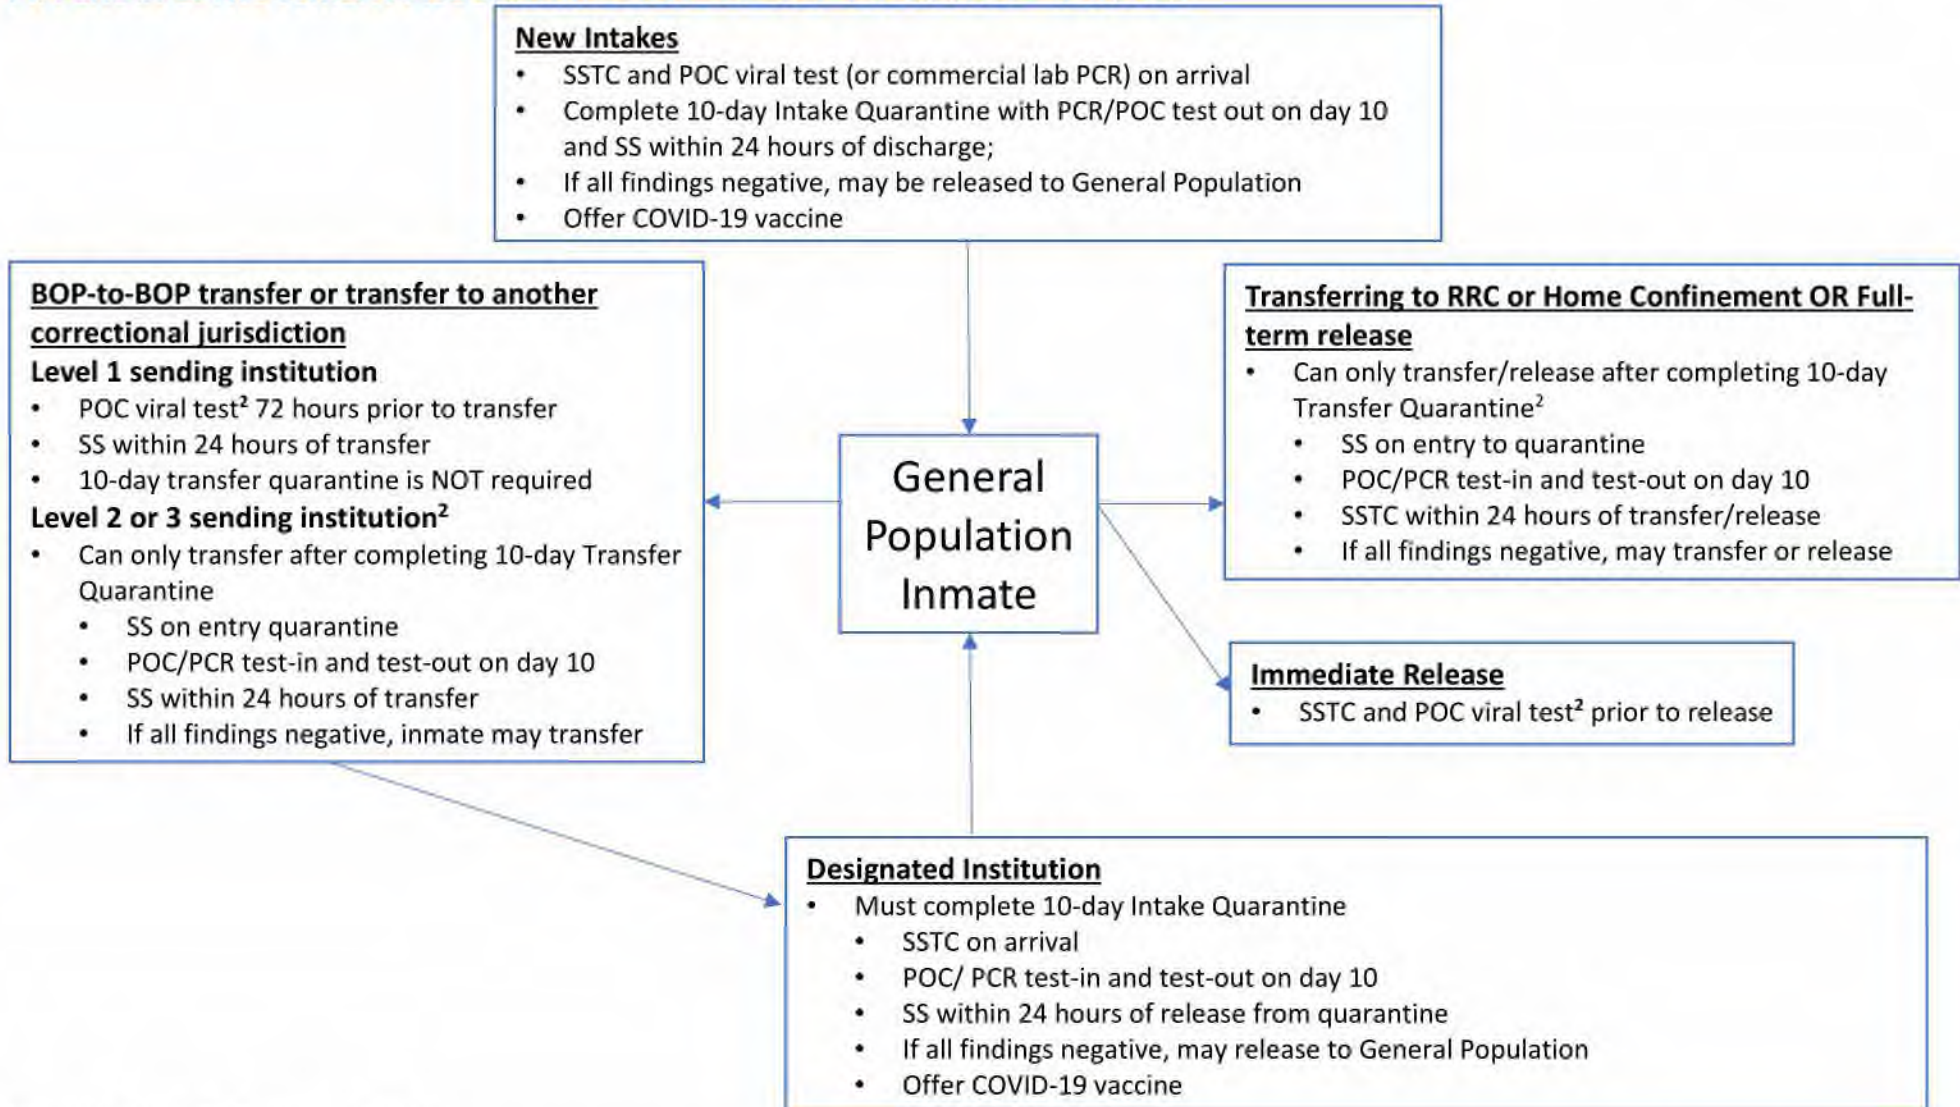 New Intakes
• SSTC and POC viral test (or commercial lab PCR) on arrival
• Complete 10-day Intake Quarantine with PCR/POC test out on day 10
and SS within 24 hours of discharge;
• If all findings negative, may be released to General Population
• Offer COVID-19 vaccine
BOP-to-BOP transfer or transfer to another
correctional jurisdiction
Level 1 sending institution
• POC viral test² 72 hours prior to transfer
• SS within 24 hours of transfer
• 10-day transfer quarantine is NOT required
Level 2 or 3 sending institution²
• Can only transfer after completing 10-day Transfer
Quarantine
• SS on entry quarantine
• POC/PCR test-in and test-out on day 10
• SS within 24 hours of transfer
• If all findings negative, inmate may transfer
General
Population
Inmate
Transferring to RRC or Home Confinement OR Full-
term release
• Can only transfer/release after completing 10-day
Transfer Quarantine²
• SS on entry to quarantine
• POC/PCR test-in and test-out on day 10
• SSTC within 24 hours of transfer/release
• If all findings negative, may transfer or release
Immediate Release
• SSTC and POC viral test² prior to release
Designated Institution
• Must complete 10-day Intake Quarantine
• SSTC on arrival
• POC/ PCR test-in and test-out on day 10
• SS within 24 hours of release from quarantine
• If all findings negative, may release to General Population
• Offer COVID-19 vaccine